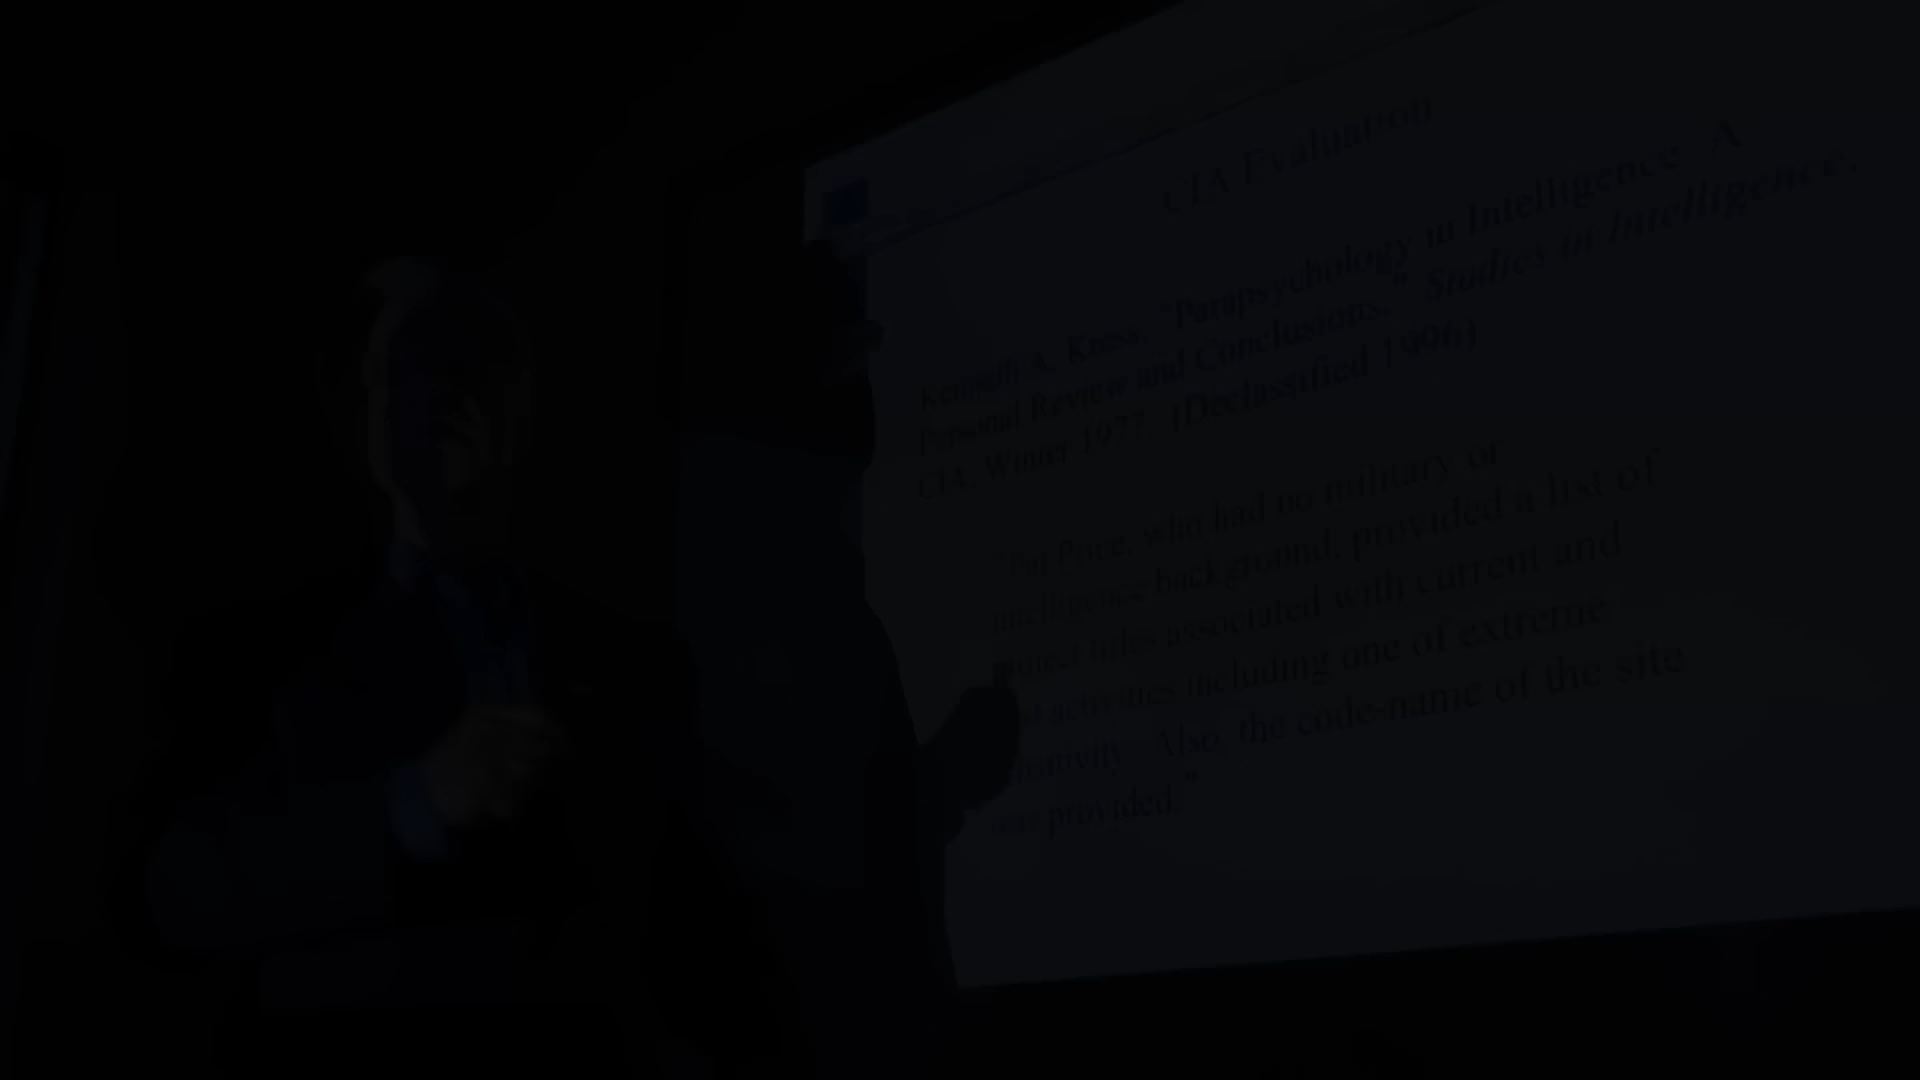 CIA Evaluation
Kenneth A. Kress, "Parapsychology in Intelligence: A
Personal Review and Conclusions," Studies in Intelligence,
CIA, Winter 1977, (Declassified 1996)
"Pat Price, who had no military or
intelligence background, provided a list of
target titles associated with current and
activities including one of extreme
Also, the code-name of the site
was provided."